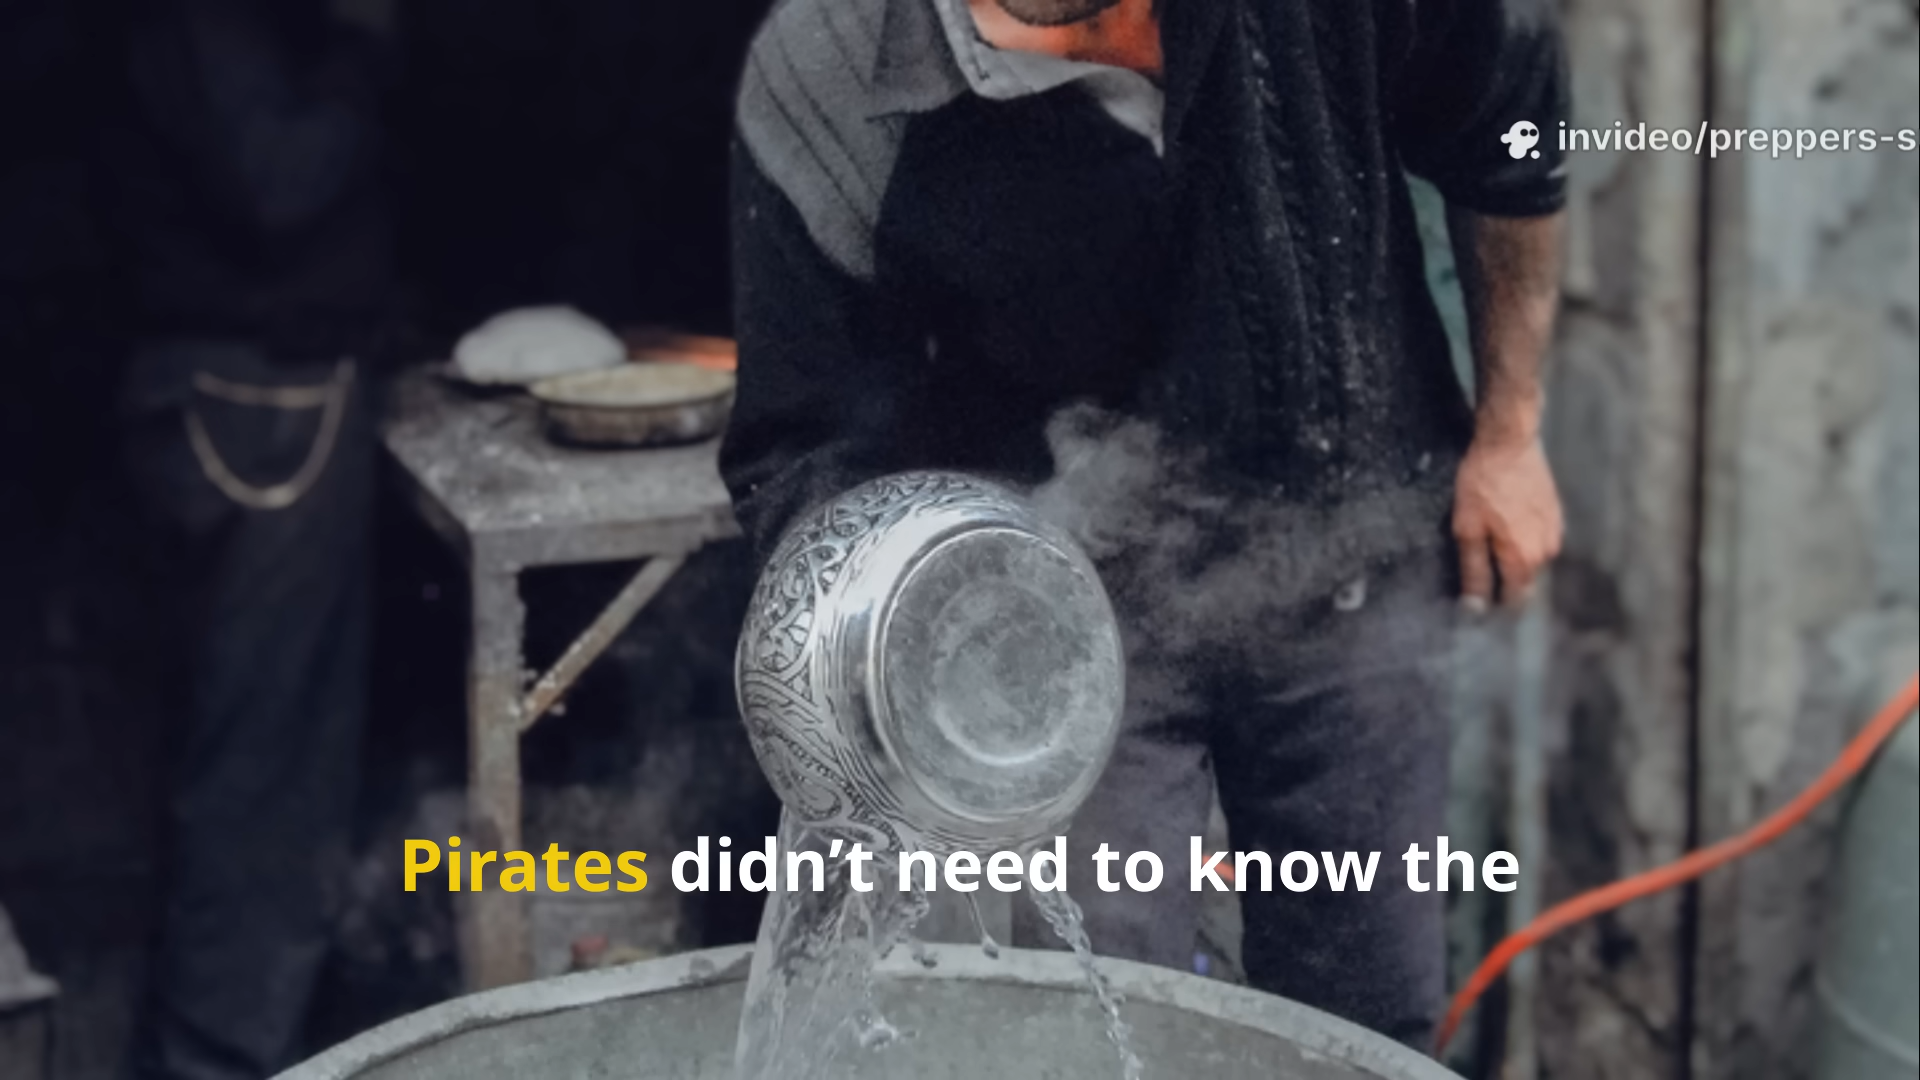 invideo/preppers-s
Pirates didn’t need to know the